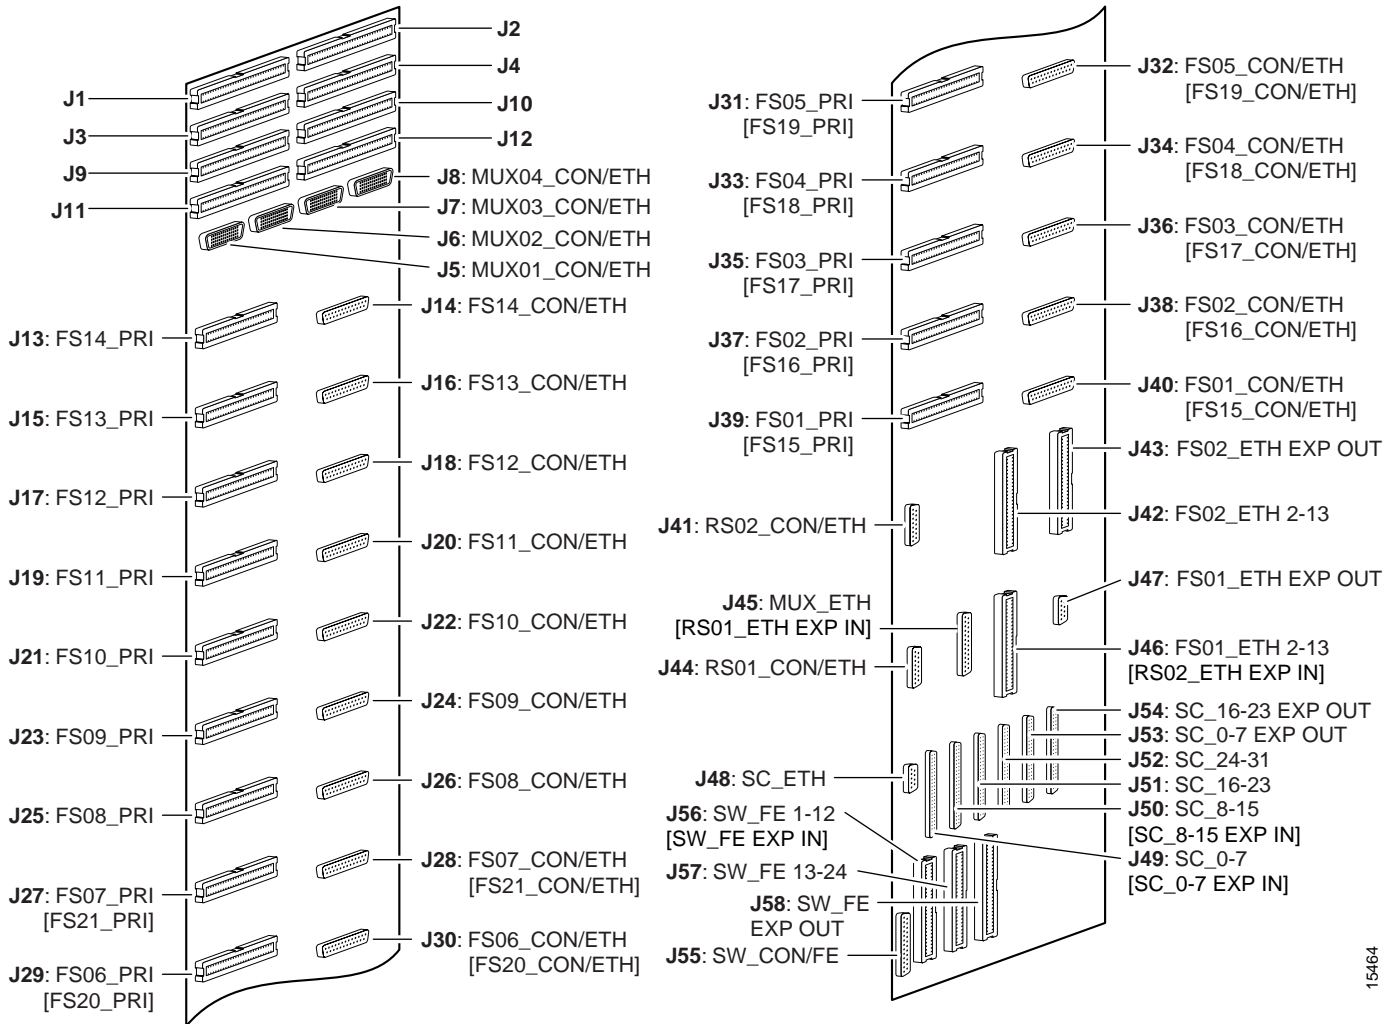 J2
J4
J10
J12
J1
J3
J9
J11
J8: MUX04_CON/ETH
J7: MUX03_CON/ETH
J6: MUX02_CON/ETH
J5: MUX01_CON/ETH
J14: FS14_CON/ETH
J13: FS14_PRI
J16: FS13_CON/ETH
J15: FS13_PRI
J18: FS12_CON/ETH
J17: FS12_PRI
J20: FS11_CON/ETH
J19: FS11_PRI
J22: FS10_CON/ETH
J21: FS10_PRI
J24: FS09_CON/ETH
J23: FS09_PRI
J26: FS08_CON/ETH
J25: FS08_PRI
J28: FS07_CON/ETH
[FS21_CON/ETH]
J27: FS07_PRI
[FS21_PRI]
J30: FS06_CON/ETH
[FS20_CON/ETH]
J29: FS06_PRI
[FS20_PRI]
J32: FS05_CON/ETH
[FS19_CON/ETH]
J31: FS05_PRI
[FS19_PRI]
J34: FS04_CON/ETH
[FS18_CON/ETH]
J33: FS04_PRI
[FS18_PRI]
J36: FS03_CON/ETH
[FS17_CON/ETH]
J35: FS03_PRI
[FS17_PRI]
J38: FS02_CON/ETH
[FS16_CON/ETH]
J37: FS02_PRI
[FS16_PRI]
J40: FS01_CON/ETH
[FS15_CON/ETH]
J39: FS01_PRI
[FS15_PRI]
J43: FS02_ETH EXP OUT
J42: FS02_ETH 2-13
J41: RS02_CON/ETH
J47: FS01_ETH EXP OUT
J45: MUX_ETH
[RS01_ETH EXP IN]
J46: FS01_ETH 2-13
[RS02_ETH EXP IN]
J44: RS01_CON/ETH
J54: SC_16-23 EXP OUT
J53: SC_0-7 EXP OUT
J52: SC_24-31
J51: SC_16-23
J50: SC_8-15
[SC_8-15 EXP IN]
J49: SC_0-7
[SC_0-7 EXP IN]
J48: SC_ETH
J56: SW_FE 1-12
[SW_FE EXP IN]
J57: SW_FE 13-24
J58: SW_FE
EXP OUT
J55: SW_CON/FE
15464